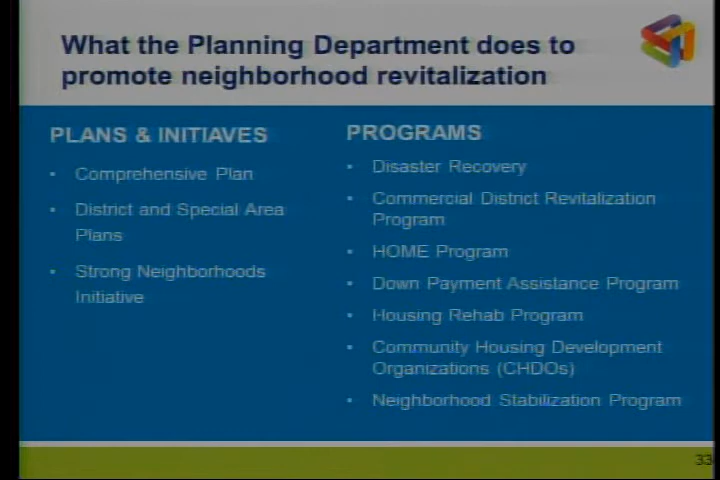 What the Planning Department does to
promote neighborhood revitalization
PLANS & INITIAVES
• Comprehensive Plan
• District and Special Area
Plans
• Strong Neighborhoods
Initiative
PROGRAMS
• Disaster Recovery
• Commercial District Revitalization
Program
• HOME Program
• Down Payment Assistance Program
• Housing Rehab Program
• Community Housing Development
Organizations (CHDOs)
• Neighborhood Stabilization Program
33